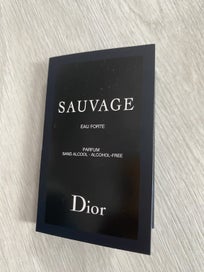 SAUVAGE
EAU FORTE
PARFUM
SANS ALCOOL - ALCOHOL-FREE
Dior